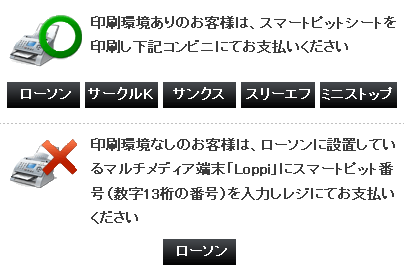 印刷環境ありのお客様は、スマートピットシートを
印刷し下記コンビニにてお支払いください
ローソン サークルK サンクス スリーエフ ミニストップ
印刷環境なしのお客様は、ローソンに設置してい
るマルチメディア端末「Loppi」にスマートピット番
号（数字13桁の番号）を入力しレジにてお支払い
ください
ローソン